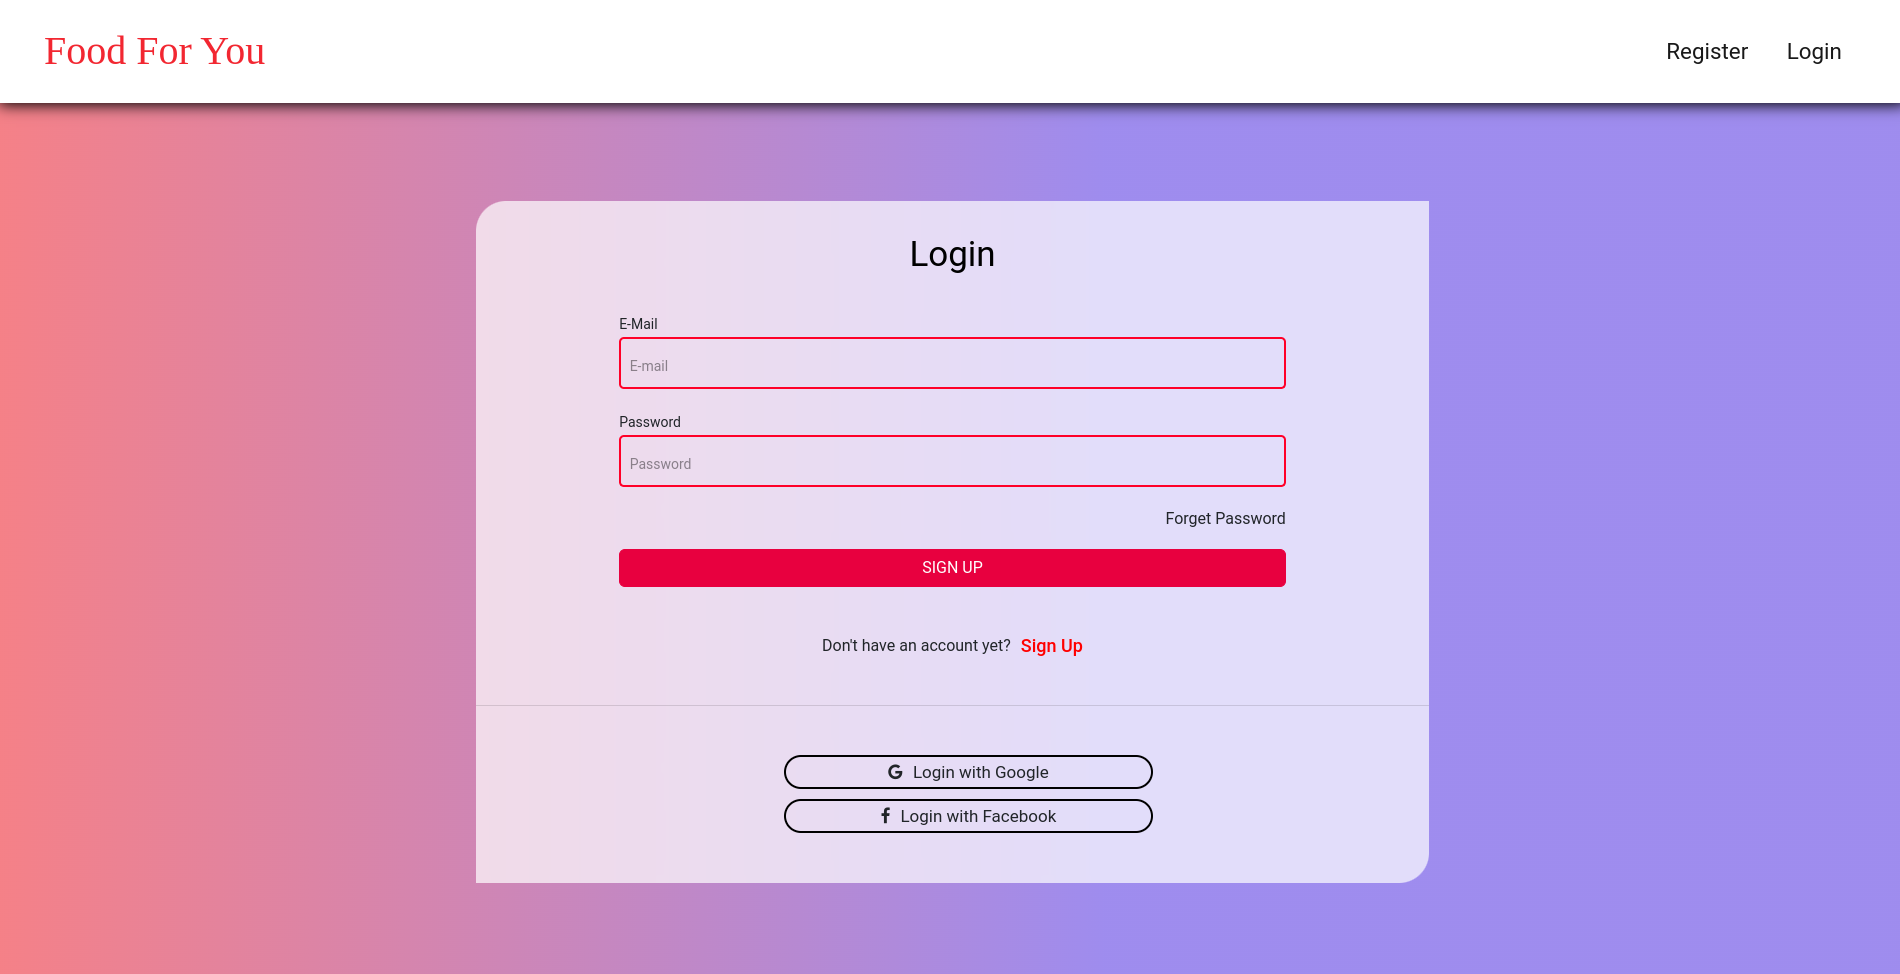 Food For You
Register Login
Login
E-Mail
E-mail
Password
Password
Forget Password
SIGN UP
Don't have an account yet? Sign Up
Login with Google
Login with Facebook